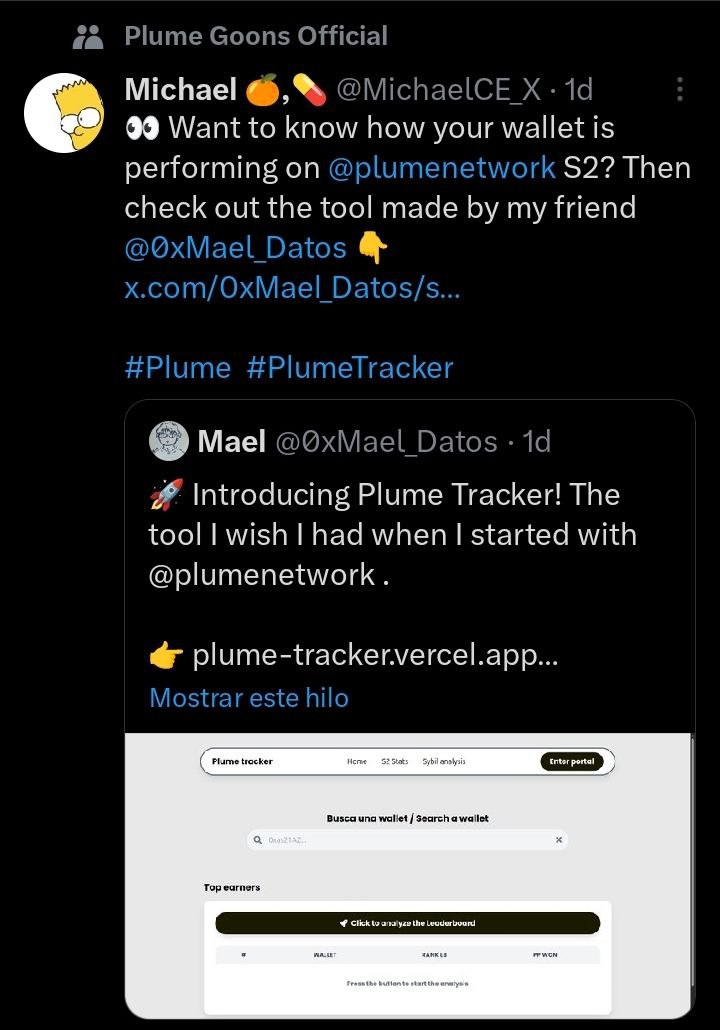 Plume Goons Official
Michael 🍊,💊 @MichaelCE_X · 1d
👀 Want to know how your wallet is
performing on @plumenetwork S2? Then
check out the tool made by my friend
@0xMael_Datos 👇
x.com/0xMael_Datos/s...
#Plume #PlumeTracker
Mael @0xMael_Datos · 1d
🚀 Introducing Plume Tracker! The
tool I wish I had when I started with
@plumenetwork .
👉 plume-tracker.vercel.app...
Mostrar este hilo
Plume tracker Home S2 Stats Sybil analysis Enter portal
Busca una wallet / Search a wallet
Top earners
🚀 Click to analyze the Leaderboard
# WALLET RANK LB PP WON
Press the button to start the analysis